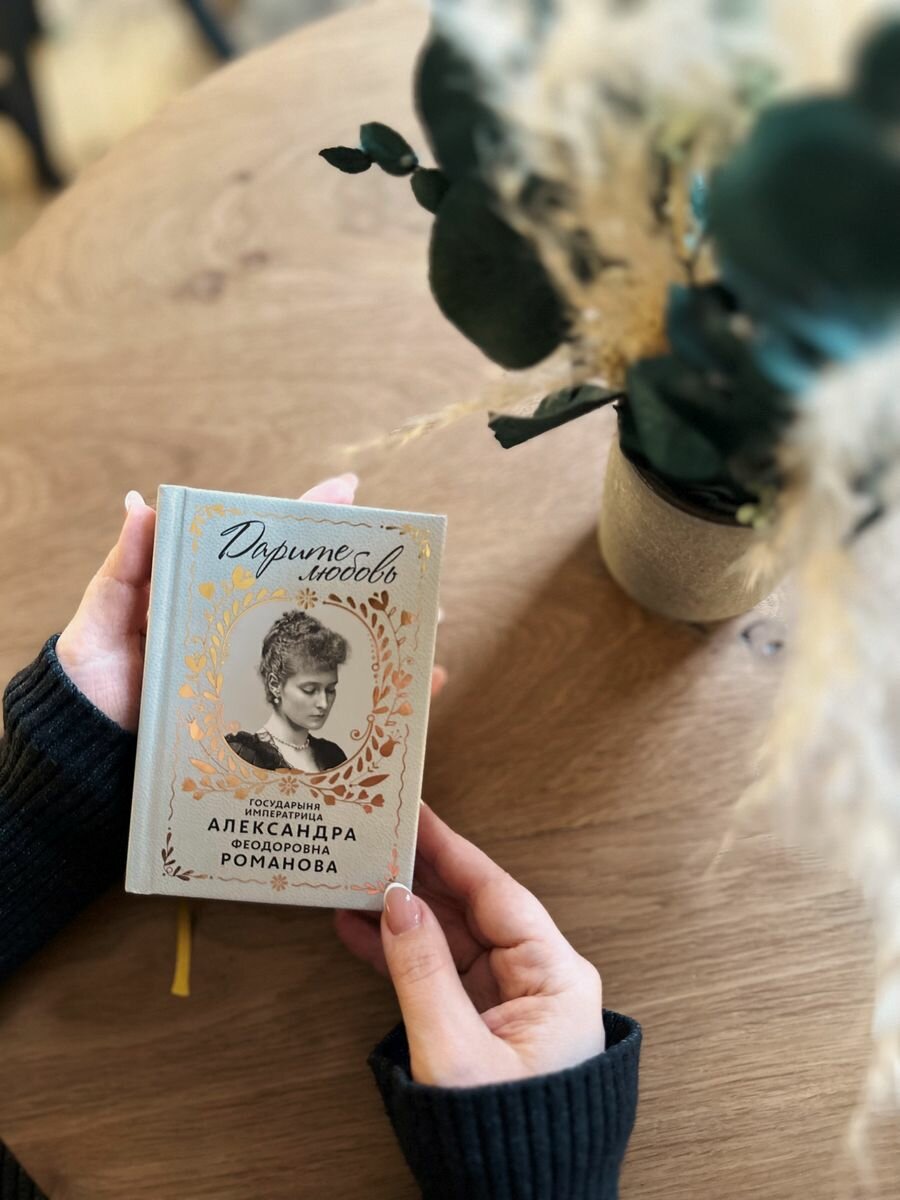 Дарите
любовь
ГОСУДАРЫНЯ
ИМПЕРАТРИЦА
АЛЕКСАНДРА
ФЕОДОРОВНА
РОМАНОВА